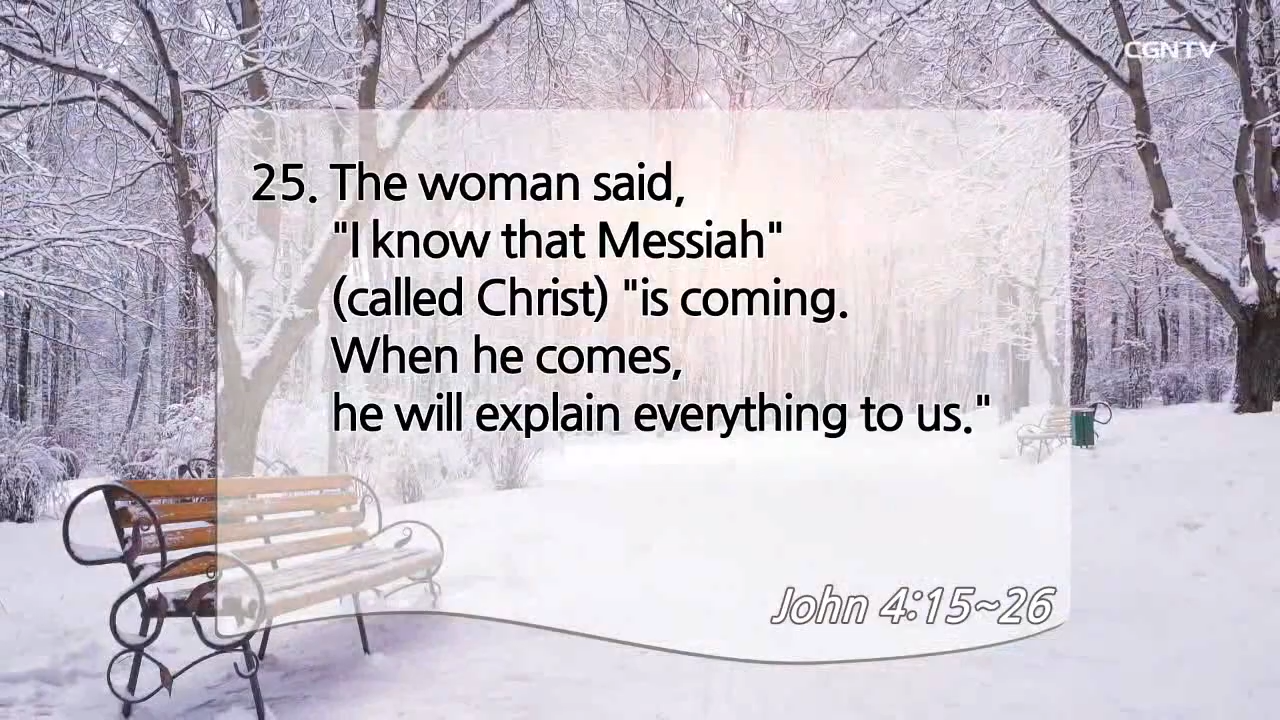 CGNTV
25. The woman said,
"I know that Messiah"
(called Christ) "is coming.
When he comes,
he will explain everything to us."
John 4:15~26